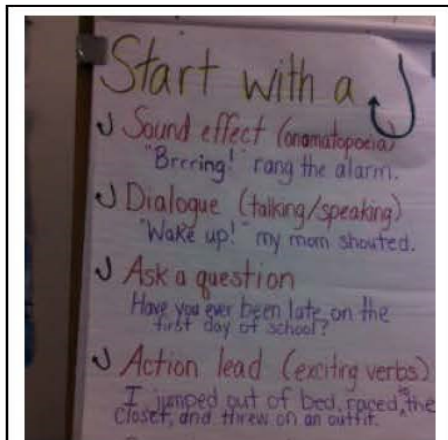 Start with a
Sound effect (onomatopoeia)
"Brrring!" rang the alarm.
Dialogue (talking/speaking)
"Wake up!" my mom shouted.
Ask a question
Have you ever been late on the
first day of school?
Action lead (exciting verbs)
I jumped out of bed, raced to the
closet, and threw on an outfit.